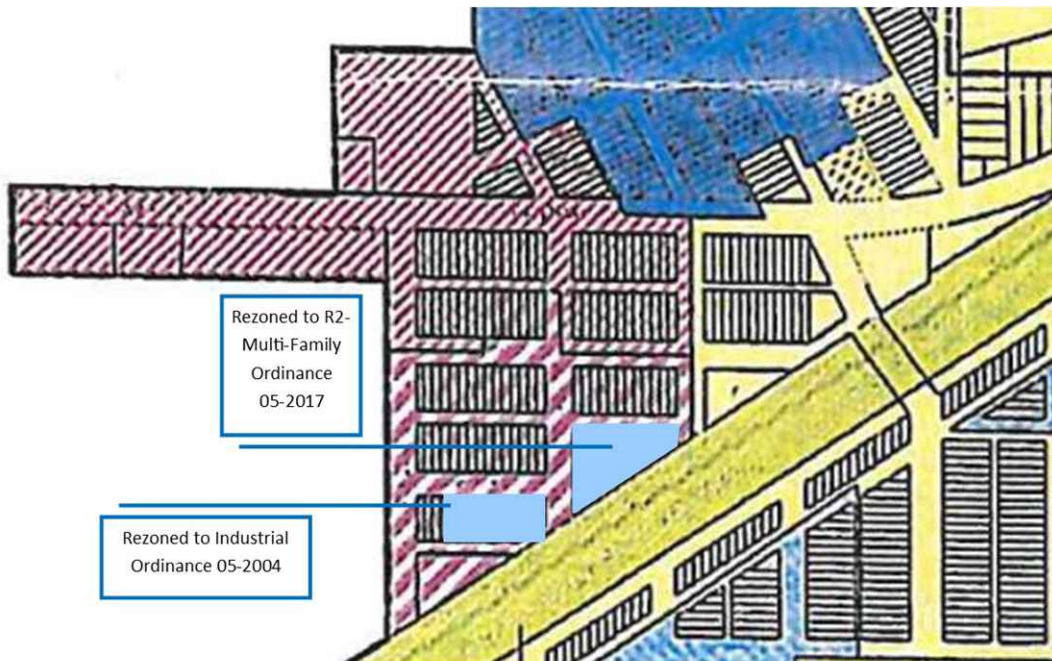 Rezoned to R2-
Multi-Family
Ordinance
05-2017
Rezoned to Industrial
Ordinance 05-2004